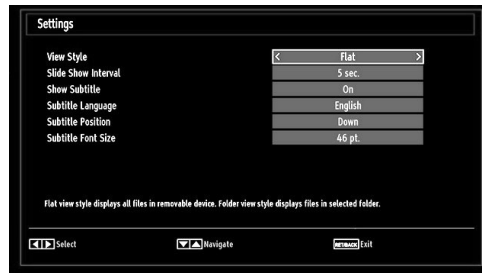 Settings
View Style < Flat >
Slide Show Interval 5 sec.
Show Subtitle On
Subtitle Language English
Subtitle Position Down
Subtitle Font Size 46 pt.
Flat view style displays all files in removable device. Folder view style displays files in selected folder.
Select Navigate RET/BACK Exit